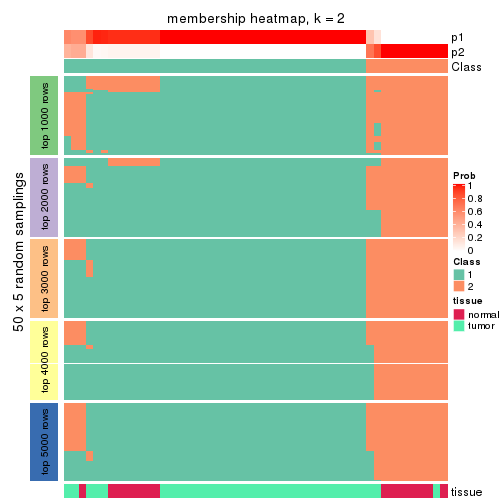 membership heatmap, k = 2
p1
p2
Class
50 x 5 random samplings
top 1000 rows
top 2000 rows
top 3000 rows
top 4000 rows
top 5000 rows
Prob
1
0.8
0.6
0.4
0.2
0
Class
1
2
tissue
normal
tumor
tissue